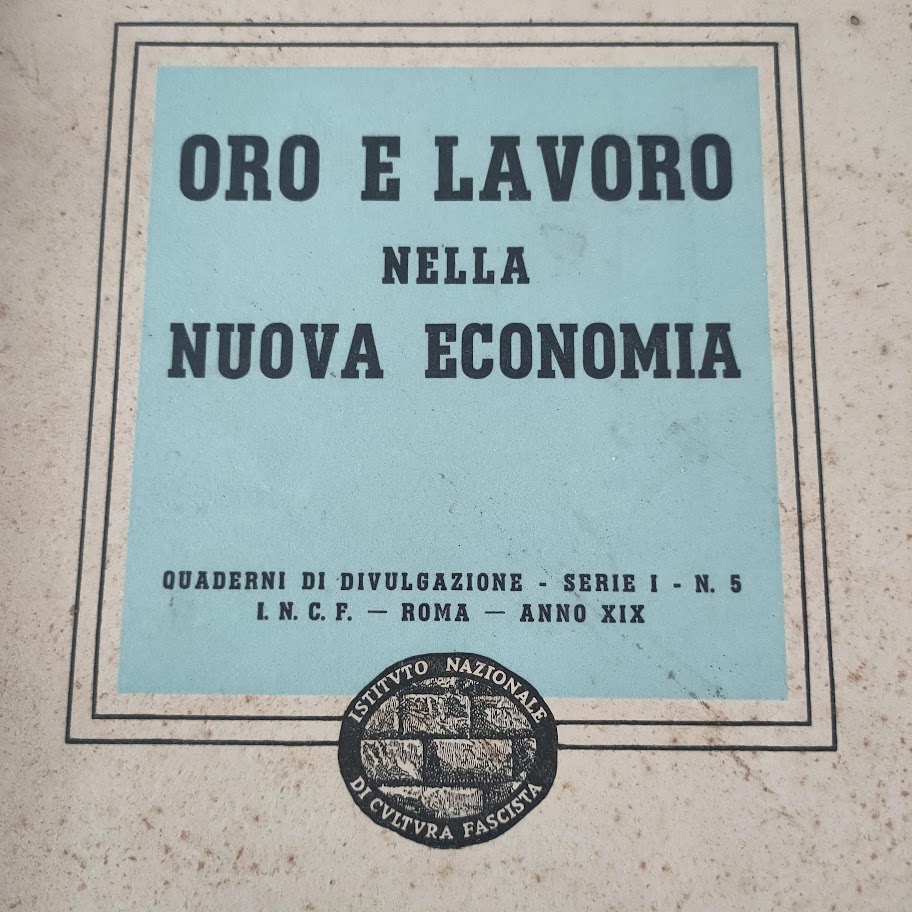 ORO E LAVORO
NELLA
NUOVA ECONOMIA
QUADERNI DI DIVULGAZIONE - SERIE I - N. 5
I. N. C. F. — ROMA — ANNO XIX
ISTITVTO NAZIONALE
DI CVLTVRA FASCISTA